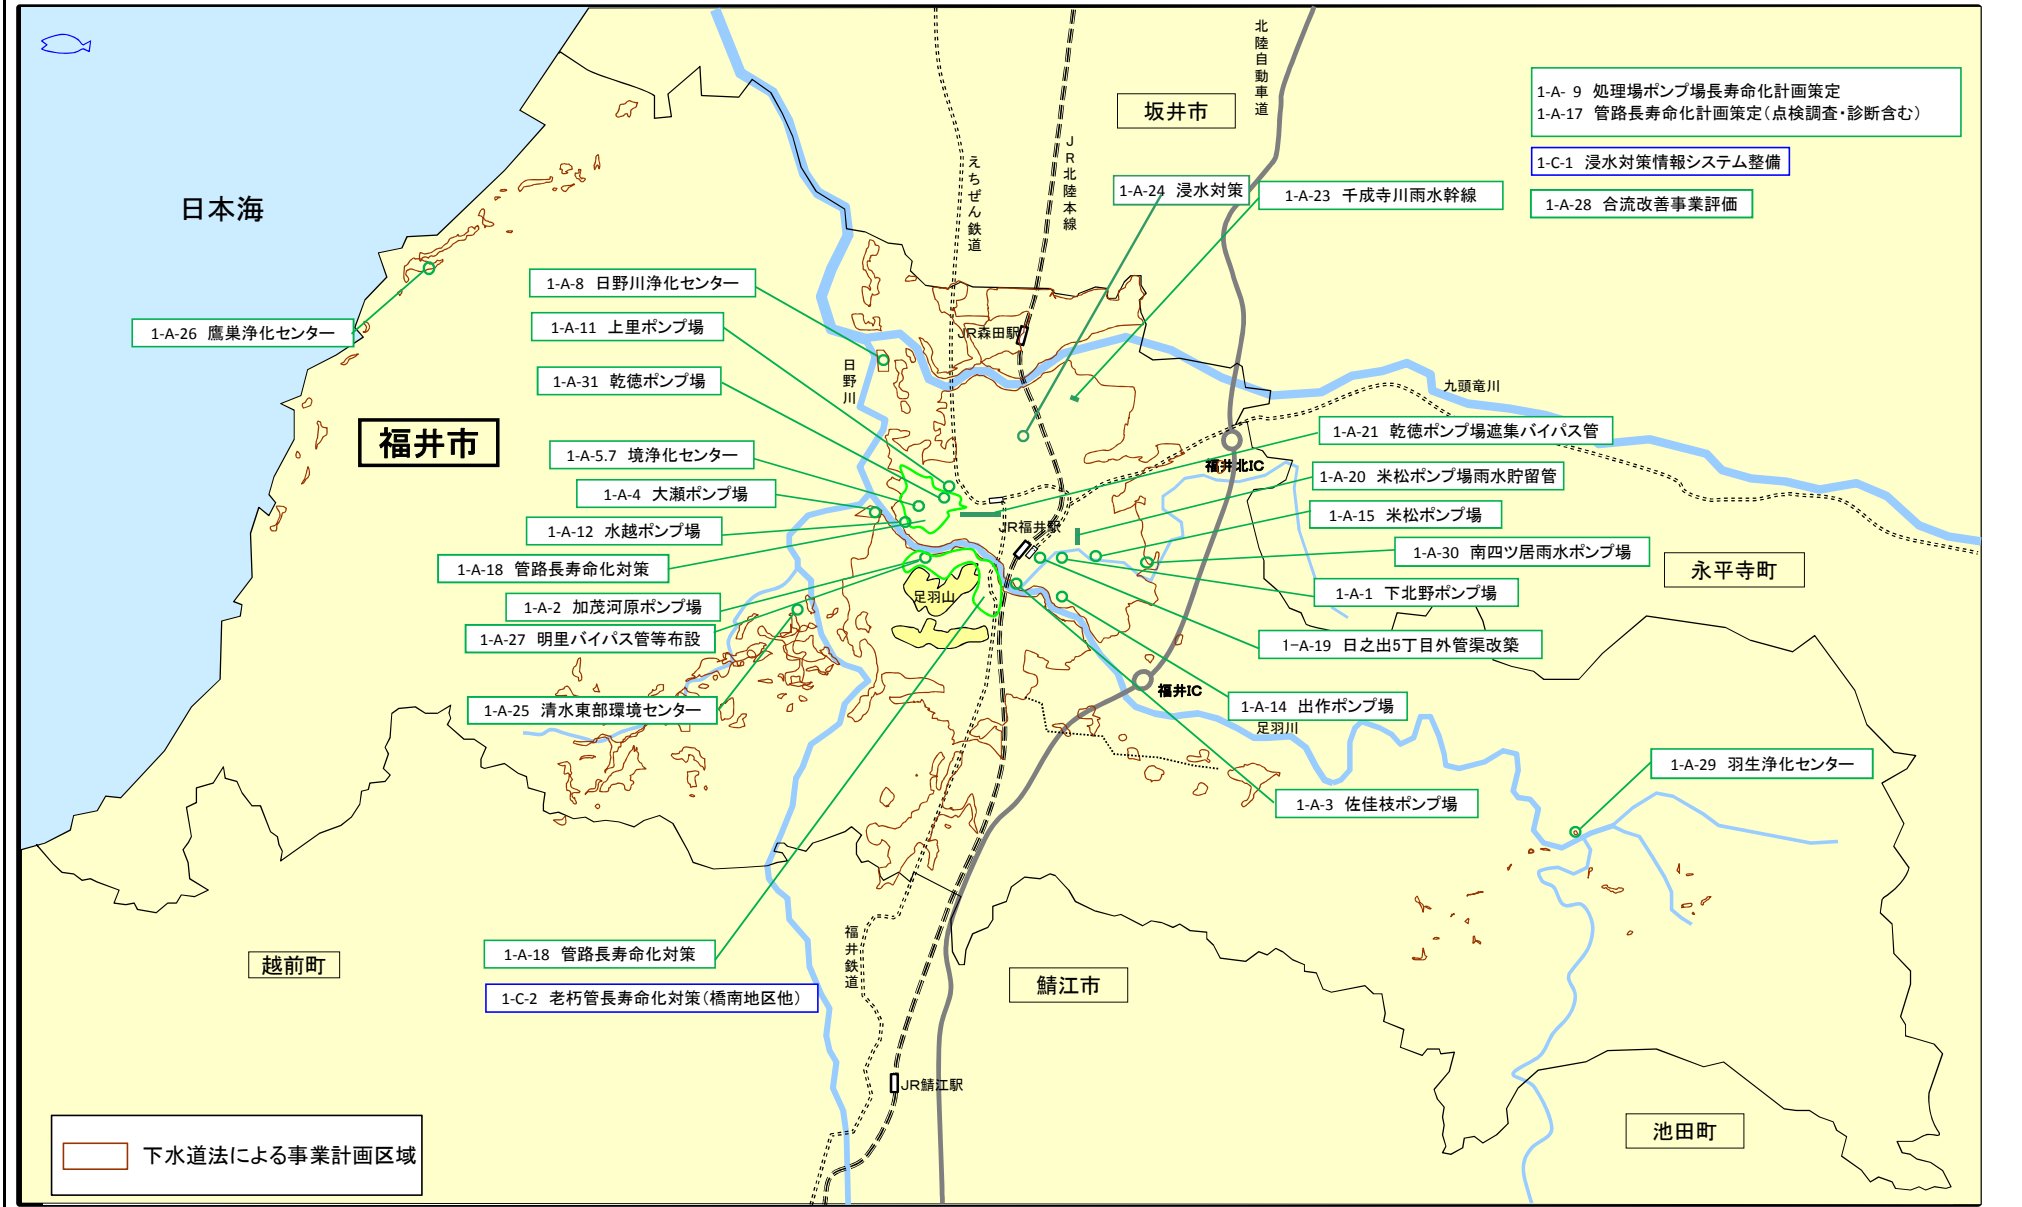 北陸自動車道
1-A- 9 処理場ポンプ場長寿命化計画策定
1-A-17 管路長寿命化計画策定(点検調査・診断含む)
坂井市
JR北陸本線
1-C-1 浸水対策情報システム整備
えちぜん鉄道
1-A-24 浸水対策
1-A-23 千成寺川雨水幹線
1-A-28 合流改善事業評価
日本海
1-A-8 日野川浄化センター
1-A-11 上里ポンプ場
1-A-26 鷹巣浄化センター
JR森田駅
日野川
1-A-31 乾徳ポンプ場
九頭竜川
福井市
1-A-21 乾徳ポンプ場遮集バイパス管
1-A-5.7 境浄化センター
福井北IC
1-A-20 米松ポンプ場雨水貯留管
1-A-4 大瀬ポンプ場
1-A-15 米松ポンプ場
1-A-12 水越ポンプ場
JR福井駅
1-A-30 南四ツ居雨水ポンプ場
1-A-18 管路長寿命化対策
永平寺町
1-A-1 下北野ポンプ場
足羽山
1-A-2 加茂河原ポンプ場
1-A-27 明里バイパス管等布設
1-A-19 日之出5丁目外管渠改築
福井IC
1-A-25 清水東部環境センター
1-A-14 出作ポンプ場
足羽川
1-A-29 羽生浄化センター
1-A-3 佐佳枝ポンプ場
福井鉄道
1-A-18 管路長寿命化対策
越前町
鯖江市
1-C-2 老朽管長寿命化対策(橋南地区他)
JR鯖江駅
池田町
下水道法による事業計画区域